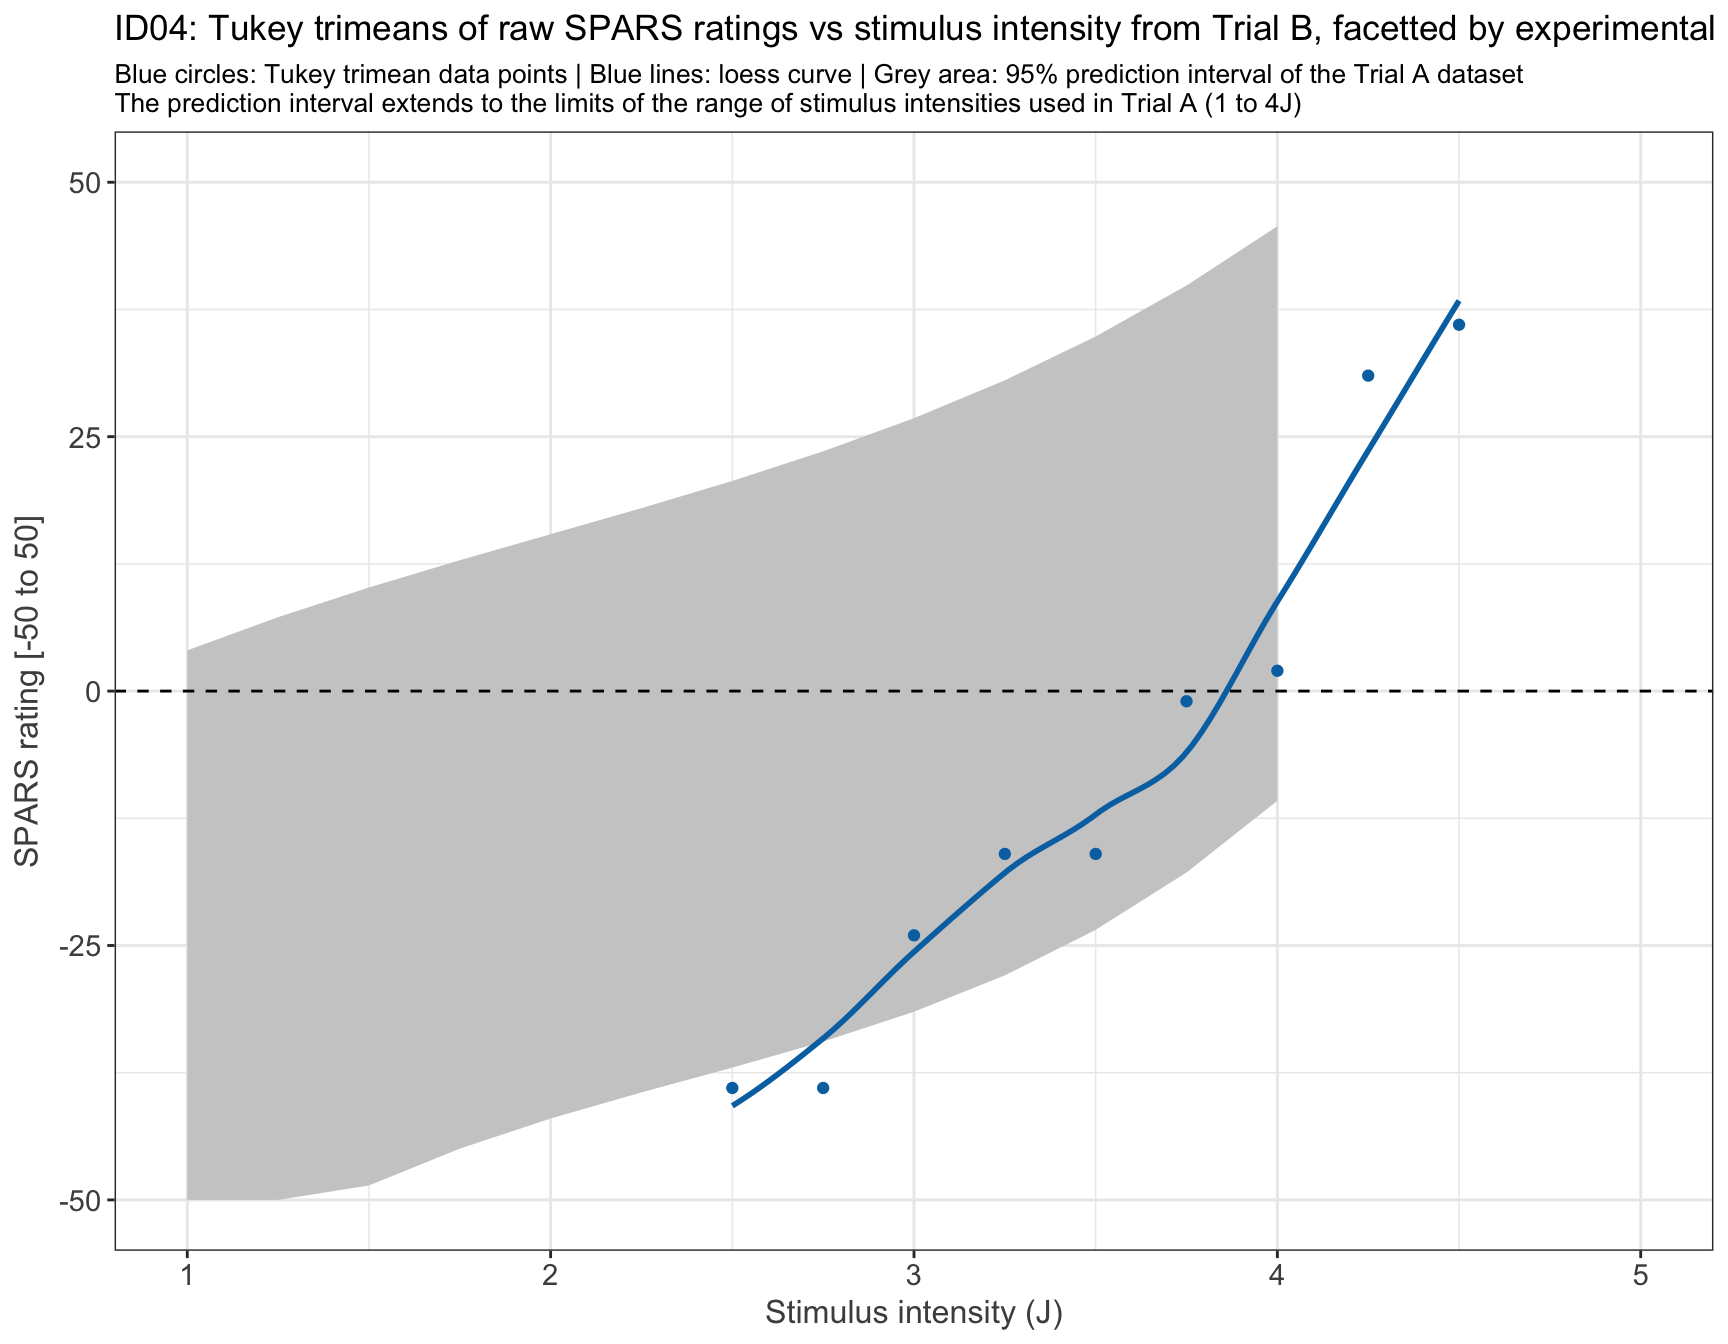 ID04: Tukey trimeans of raw SPARS ratings vs stimulus intensity from Trial B, facetted by experimental
Blue circles: Tukey trimean data points | Blue lines: loess curve | Grey area: 95% prediction interval of the Trial A dataset
The prediction interval extends to the limits of the range of stimulus intensities used in Trial A (1 to 4J)
SPARS rating [-50 to 50]
50
25
0
-25
-50
1 2 3 4 5
Stimulus intensity (J)